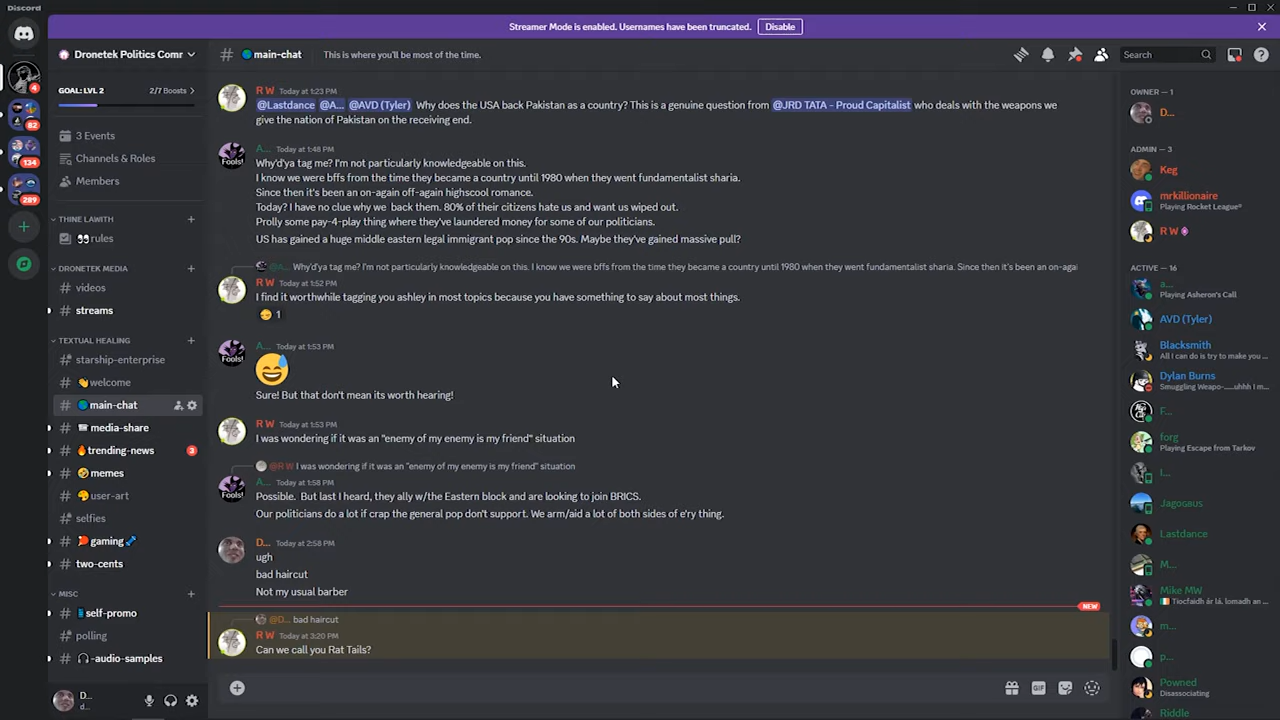 Discord
Streamer Mode is enabled. Usernames have been truncated. Disable
Dronetek Politics Comr
main-chat
This is where you'll be most of the time.
Search
GOAL: LVL 2
2/7 Boosts
3 Events
Channels & Roles
Members
THINE LAWITH
rules
DRONETEK MEDIA
videos
streams
TEXTUAL HEALING
starship-enterprise
welcome
main-chat
media-share
trending-news 3
memes
user-art
selfies
gaming
two-cents
MISC
self-promo
polling
-audio-samples
D...
d...
4
82
134
289
R W Today at 1:23 PM
@Lastdance @A... @AVD (Tyler) Why does the USA back Pakistan as a country? This is a genuine question from @JRD TATA - Proud Capitalist who deals with the weapons we
give the nation of Pakistan on the receiving end.
A... Today at 1:48 PM
Fools!
Why'd'ya tag me? I'm not particularly knowledgeable on this.
I know we were bffs from the time they became a country until 1980 when they went fundamentalist sharia.
Since then it's been an on-again off-again highscool romance.
Today? I have no clue why we back them. 80% of their citizens hate us and want us wiped out.
Prolly some pay-4-play thing where they've laundered money for some of our politicians.
US has gained a huge middle eastern legal immigrant pop since the 90s. Maybe they've gained massive pull?
@A... Why'd'ya tag me? I'm not particularly knowledgeable on this. I know we were bffs from the time they became a country until 1980 when they went fundamentalist sharia. Since then it's been an on-agai
R W Today at 1:52 PM
I find it worthwhile tagging you ashley in most topics because you have something to say about most things.
1
A... Today at 1:53 PM
Fools!
Sure! But that don't mean its worth hearing!
R W Today at 1:53 PM
I was wondering if it was an "enemy of my enemy is my friend" situation
@R W I was wondering if it was an "enemy of my enemy is my friend" situation
A... Today at 1:58 PM
Fools!
Possible. But last I heard, they ally w/the Eastern block and are looking to join BRICS.
Our politicians do a lot if crap the general pop don't support. We arm/aid a lot of both sides of e'ry thing.
D... Today at 2:58 PM
ugh
bad haircut
Not my usual barber
NEW
@D... bad haircut
R W Today at 3:20 PM
Can we call you Rat Tails?
GIF
OWNER — 1
D...
ADMIN — 3
Keg
mrkillionaire
Playing Rocket League®
R W
ACTIVE — 16
a...
Playing Asheron's Call
AVD (Tyler)
Blacksmith
All I can do is try to make you ...
Dylan Burns
Smuggling Weapo-.....uhhh I m...
F...
forg
Playing Escape from Tarkov
I...
Jagoɢaus
Lastdance
M...
Mike MW
Tiocfaidh ár lá, lomhad an ...
m...
p...
Powned
Disassociating
Riddle